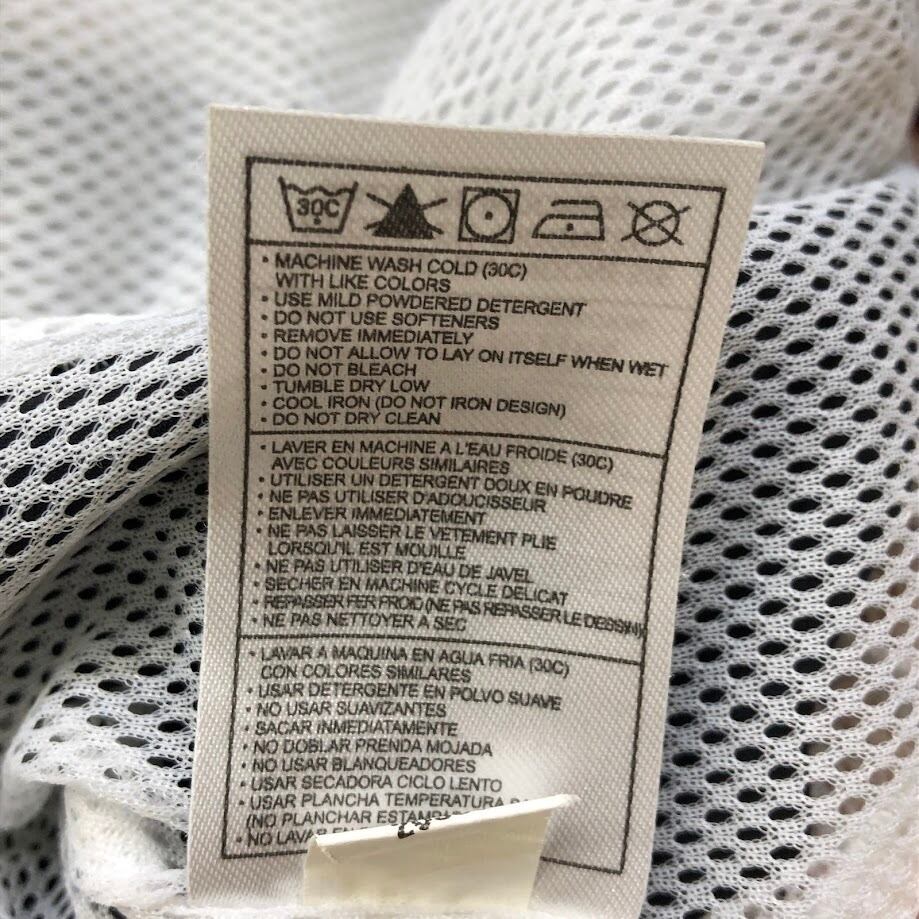 30C
• MACHINE WASH COLD (30C)
WITH LIKE COLORS
• USE MILD POWDERED DETERGENT
• DO NOT USE SOFTENERS
• REMOVE IMMEDIATELY
• DO NOT ALLOW TO LAY ON ITSELF WHEN WET
• DO NOT BLEACH
• TUMBLE DRY LOW
• COOL IRON (DO NOT IRON DESIGN)
• DO NOT DRY CLEAN
• LAVER EN MACHINE A L'EAU FROIDE (30C)
AVEC COULEURS SIMILAIRES
• UTILISER UN DETERGENT DOUX EN POUDRE
• NE PAS UTILISER D'ADOUCISSEUR
• ENLEVER IMMEDIATEMENT
• NE PAS LAISSER LE VETEMENT PLIE
LORSQU'IL EST MOUILLE
• NE PAS UTILISER D'EAU DE JAVEL
• SECHER EN MACHINE CYCLE DELICAT
• REPASSER FER FROID (NE PAS REPASSER LE DESSIN)
• NE PAS NETTOYER A SEC
• LAVAR A MAQUINA EN AGUA FRIA (30C)
CON COLORES SIMILARES
• USAR DETERGENTE EN POLVO SUAVE
• NO USAR SUAVIZANTES
• SACAR INMEDIATAMENTE
• NO DOBLAR PRENDA MOJADA
• NO USAR BLANQUEADORES
• USAR SECADORA CICLO LENTO
• USAR PLANCHA TEMPERATURA
(NO PLANCHAR
• NO LAVAR EN